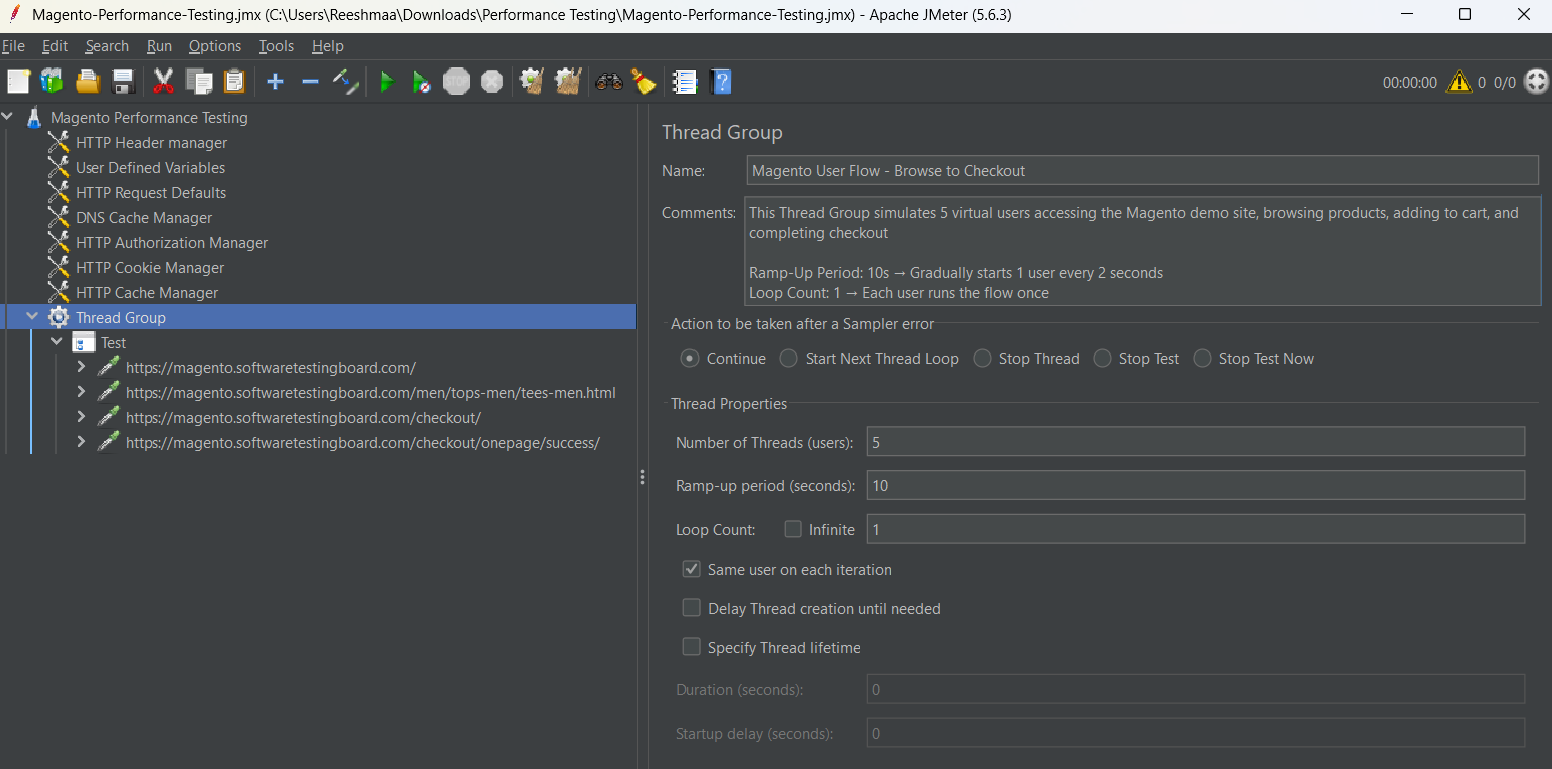 Magento-Performance-Testing.jmx (C:\Users\Reeshmaa\Downloads\Performance Testing\Magento-Performance-Testing.jmx) - Apache JMeter (5.6.3)
File Edit Search Run Options Tools Help
STOP
00:00:00 0 0/0
Magento Performance Testing
HTTP Header manager
User Defined Variables
HTTP Request Defaults
DNS Cache Manager
HTTP Authorization Manager
HTTP Cookie Manager
HTTP Cache Manager
Thread Group
Test
https://magento.softwaretestingboard.com/
https://magento.softwaretestingboard.com/men/tops-men/tees-men.html
https://magento.softwaretestingboard.com/checkout/
https://magento.softwaretestingboard.com/checkout/onepage/success/
Thread Group
Name: Magento User Flow - Browse to Checkout
Comments: This Thread Group simulates 5 virtual users accessing the Magento demo site, browsing products, adding to cart, and
completing checkout
Ramp-Up Period: 10s → Gradually starts 1 user every 2 seconds
Loop Count: 1 → Each user runs the flow once
Action to be taken after a Sampler error
Continue Start Next Thread Loop Stop Thread Stop Test Stop Test Now
Thread Properties
Number of Threads (users): 5
Ramp-up period (seconds): 10
Loop Count: Infinite 1
Same user on each iteration
Delay Thread creation until needed
Specify Thread lifetime
Duration (seconds): 0
Startup delay (seconds): 0